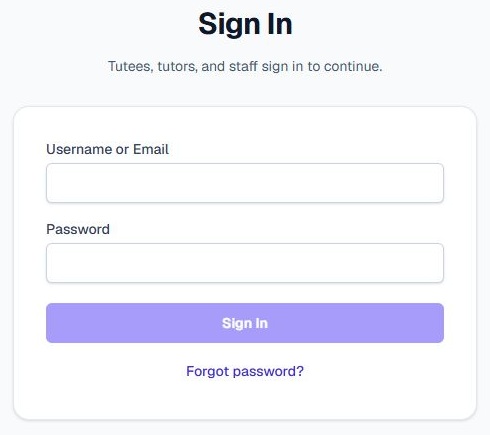 Sign In
Tutees, tutors, and staff sign in to continue.
Username or Email
Password
Sign In
Forgot password?